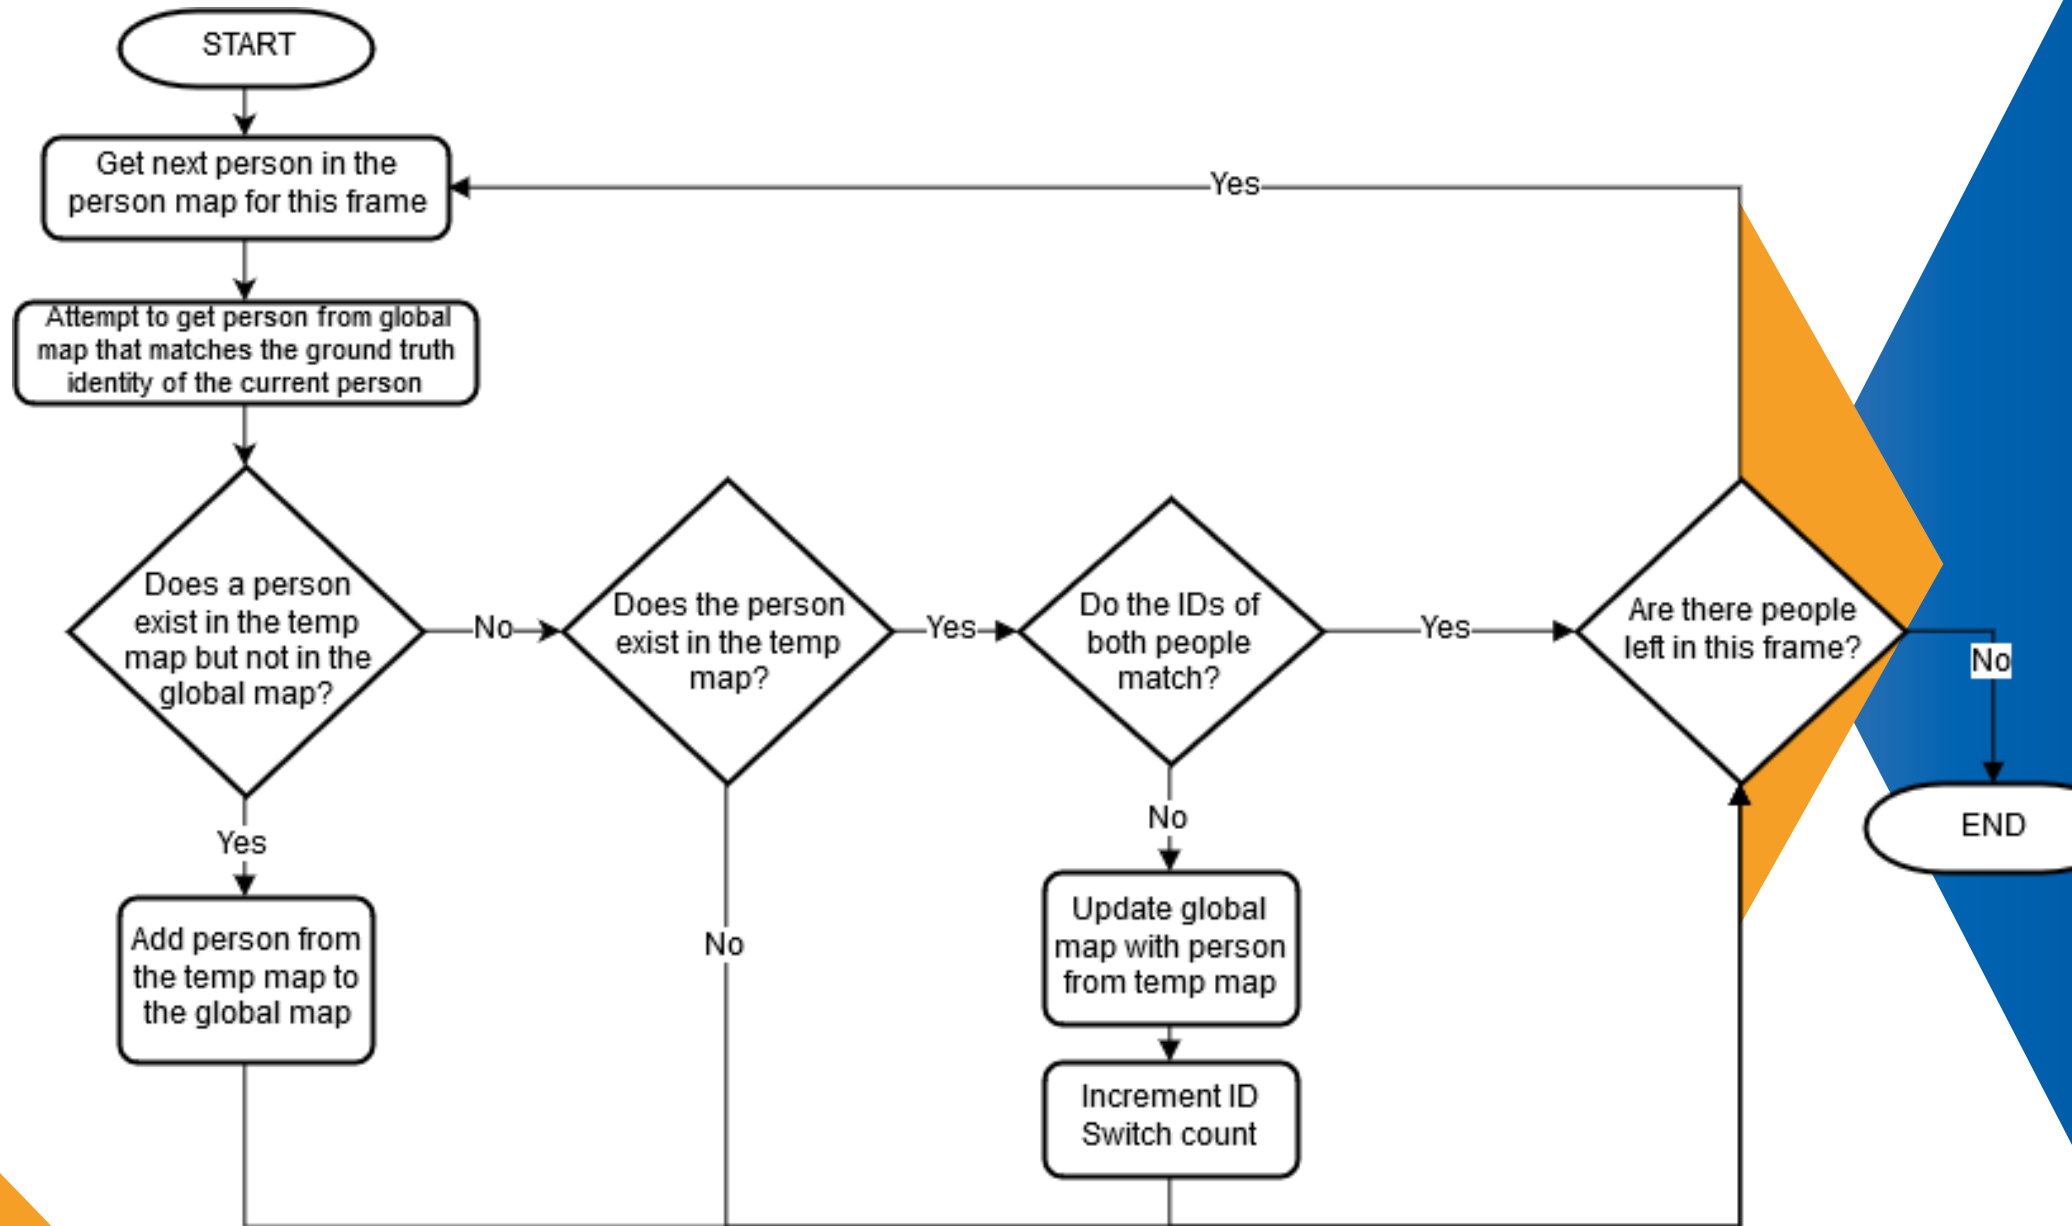 START
Get next person in the
person map for this frame
Yes
Attempt to get person from global
map that matches the ground truth
identity of the current person
Does a person
exist in the temp
map but not in the
global map?
No
Does the person
exist in the temp
map?
Yes
Do the IDs of
both people
match?
Yes
Are there people
left in this frame?
No
END
Yes
Add person from
the temp map to
the global map
No
No
Update global
map with person
from temp map
Increment ID
Switch count